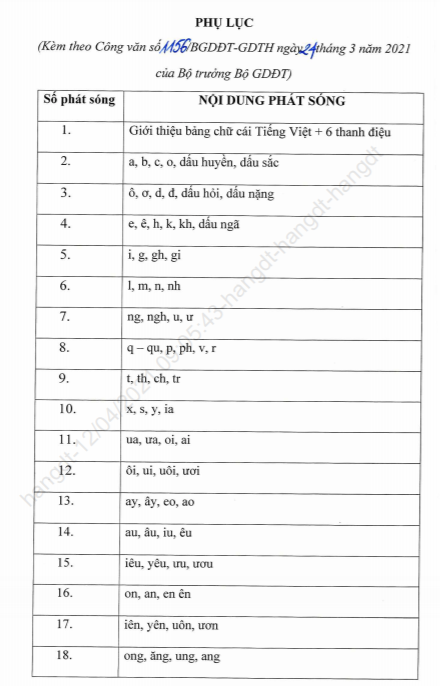 PHỤ LỤC
(Kèm theo Công văn số 1156/BGDĐT-GDTH ngày 24 tháng 3 năm 2021
của Bộ trưởng Bộ GDĐT)
Số phát sóng NỘI DUNG PHÁT SÓNG
1. Giới thiệu bảng chữ cái Tiếng Việt + 6 thanh điệu
2. a, b, c, o, dấu huyền, dấu sắc
3. ô, ơ, d, đ, dấu hỏi, dấu nặng
4. e, ê, h, k, kh, dấu ngã
5. i, g, gh, gi
6. l, m, n, nh
7. ng, ngh, u, ư
8. q – qu, p, ph, v, r
9. t, th, ch, tr
10. x, s, y, ia
11. ua, ưa, oi, ai
12. ôi, ui, uôi, ươi
13. ay, ây, eo, ao
14. au, âu, iu, êu
15. iêu, yêu, ưu, ươu
16. on, an, en ên
17. iên, yên, uôn, ươn
18. ong, ăng, ung, ang
hangdt-12/04/2021 09:05:43-hangdt-hangdt-hangdt